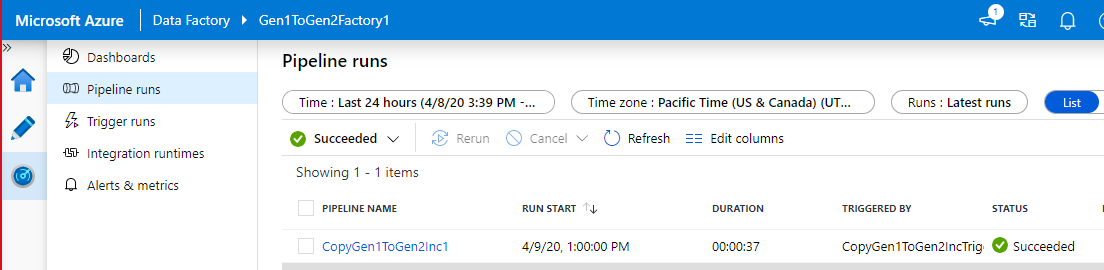 Microsoft Azure Data Factory Gen1ToGen2Factory1 1
»
Dashboards
Pipeline runs
Trigger runs
Integration runtimes
Alerts & metrics
Pipeline runs
Time : Last 24 hours (4/8/20 3:39 PM -... Time zone : Pacific Time (US & Canada) (UT... Runs : Latest runs List
Succeeded Rerun Cancel Refresh Edit columns
Showing 1 - 1 items
PIPELINE NAME RUN START DURATION TRIGGERED BY STATUS
CopyGen1ToGen2Inc1 4/9/20, 1:00:00 PM 00:00:37 CopyGen1ToGen2IncTrig Succeeded